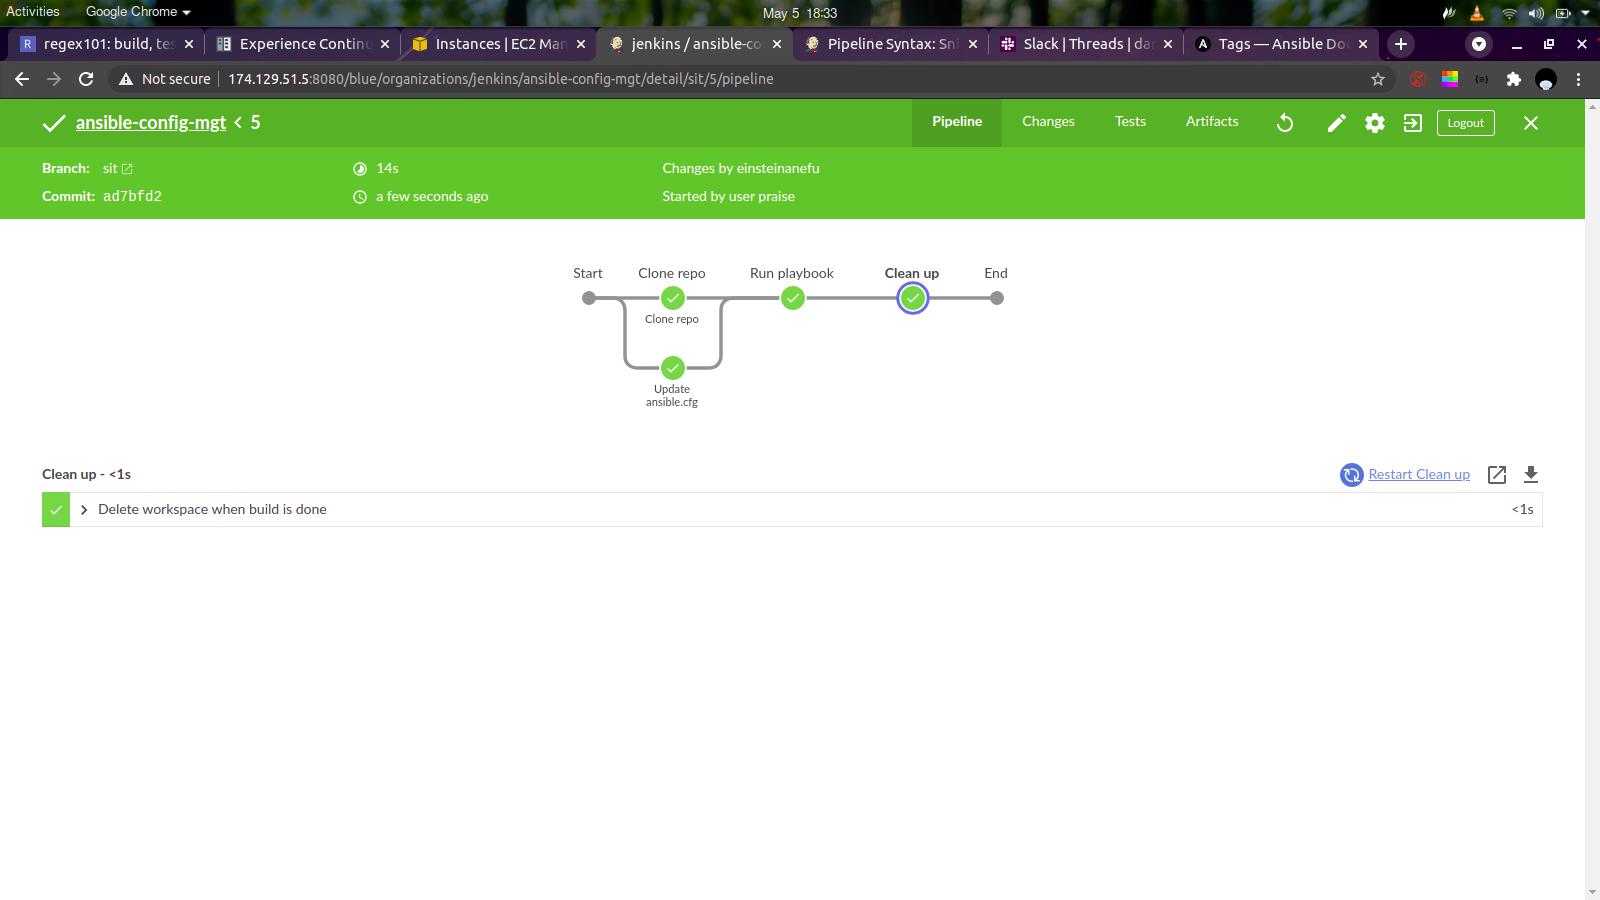 Activities Google Chrome May 5 18:33
regex101: build, tes Experience Continu Instances | EC2 Man jenkins / ansible-co Pipeline Syntax: Sni Slack | Threads | da Tags — Ansible Do
Not secure 174.129.51.5:8080/blue/organizations/jenkins/ansible-config-mgt/detail/sit/5/pipeline
ansible-config-mgt < 5 Pipeline Changes Tests Artifacts Logout
Branch: sit 14s Changes by einsteinanefu
Commit: ad7bfd2 a few seconds ago Started by user praise
Start Clone repo Run playbook Clean up End
Clone repo
Update
ansible.cfg
Clean up - <1s Restart Clean up
Delete workspace when build is done <1s